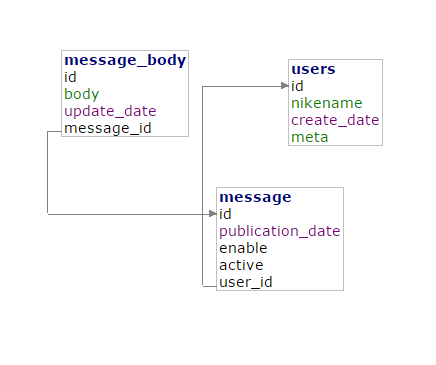 message_body
id
body
update_date
message_id
users
id
nikename
create_date
meta
message
id
publication_date
enable
active
user_id